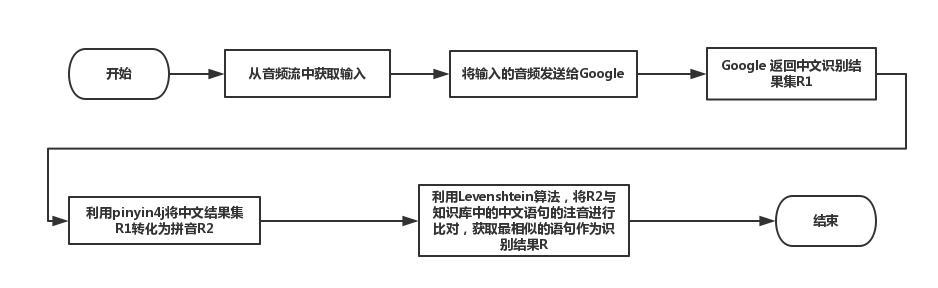 开始
从音频流中获取输入
将输入的音频发送给Google
Google 返回中文识别结
果集R1
利用pinyin4j将中文结果集
R1转化为拼音R2
利用Levenshtein算法，将R2与
知识库中的中文语句的注音进行
比对，获取最相似的语句作为识
别结果R
结束